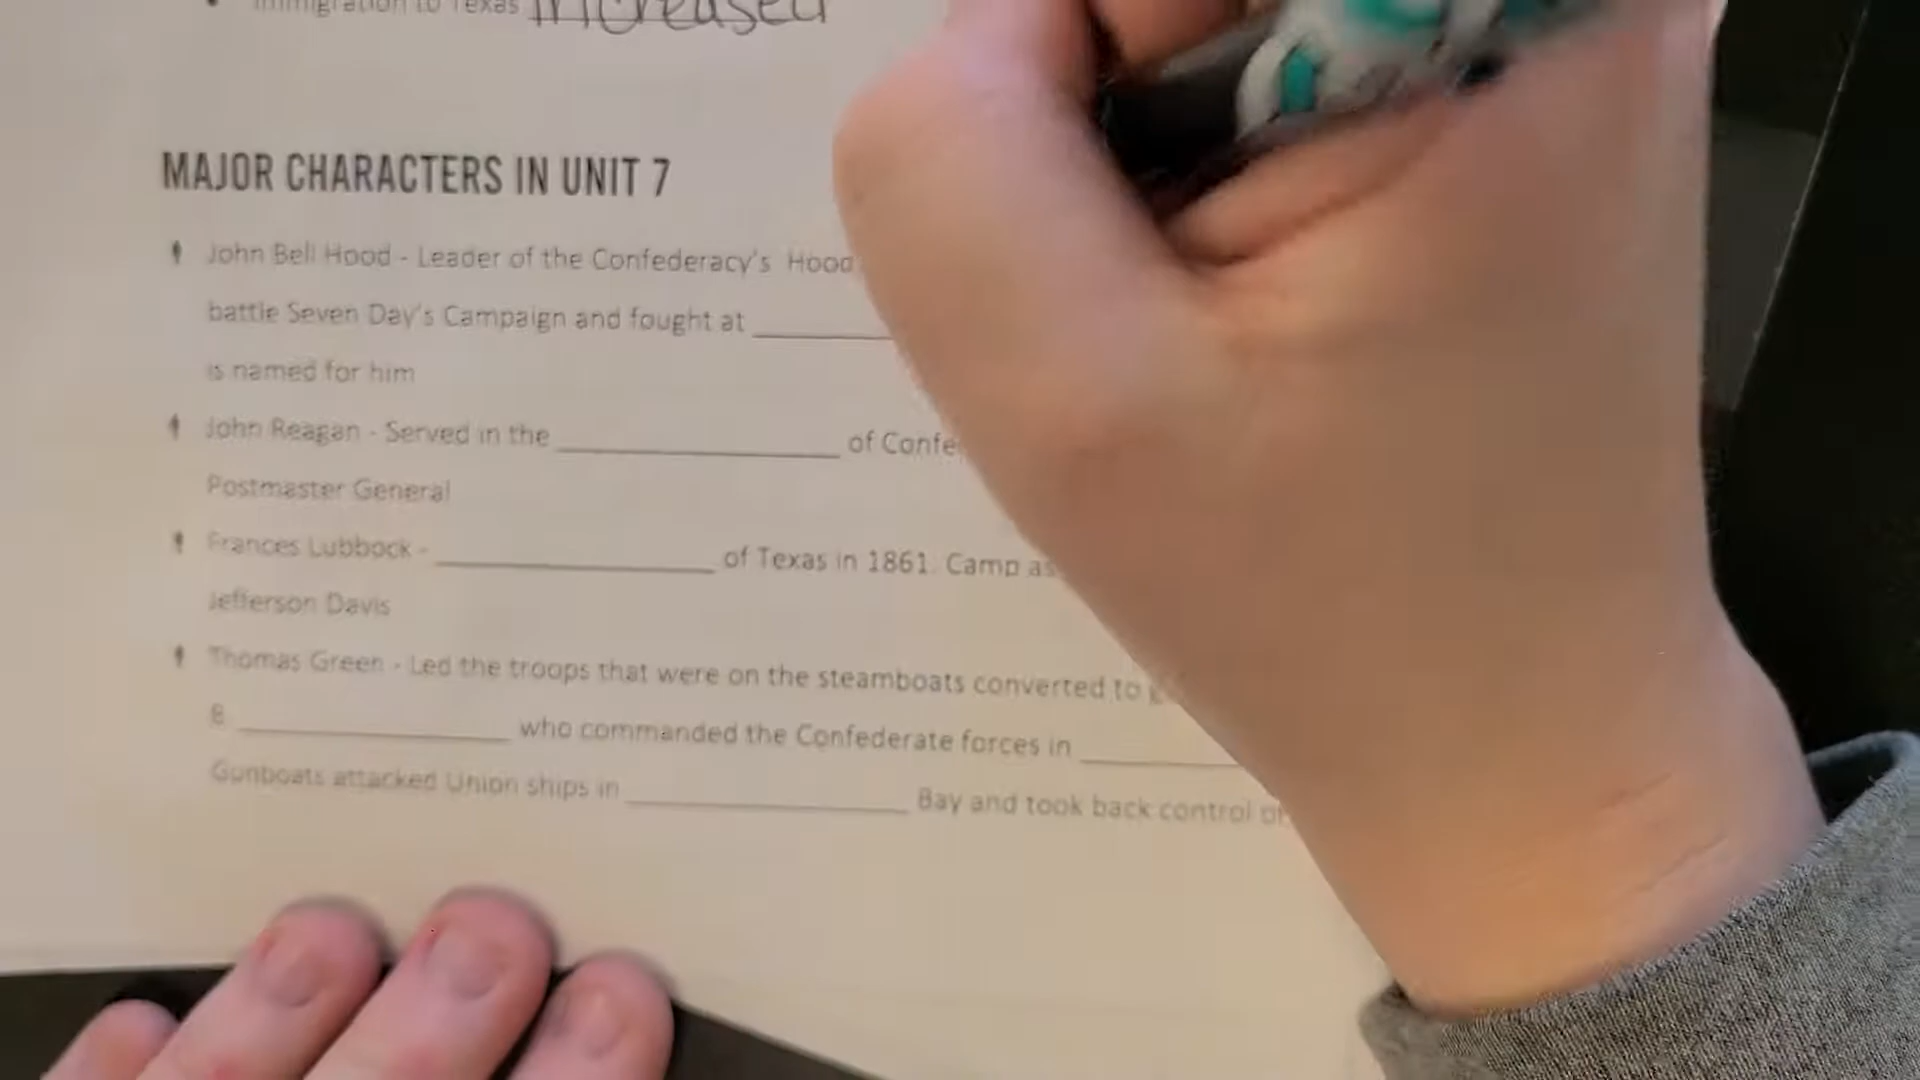 Immigration to Texas increased
MAJOR CHARACTERS IN UNIT 7
John Bell Hood - Leader of the Confederacy's Hood
battle Seven Day's Campaign and fought at
is named for him
John Reagan - Served in the of Confe
Postmaster General
Frances Lubbock - of Texas in 1861. Camp as
Jefferson Davis
Thomas Green - Led the troops that were on the steamboats converted to
& who commanded the Confederate forces in
Gunboats attacked Union ships in Bay and took back control of